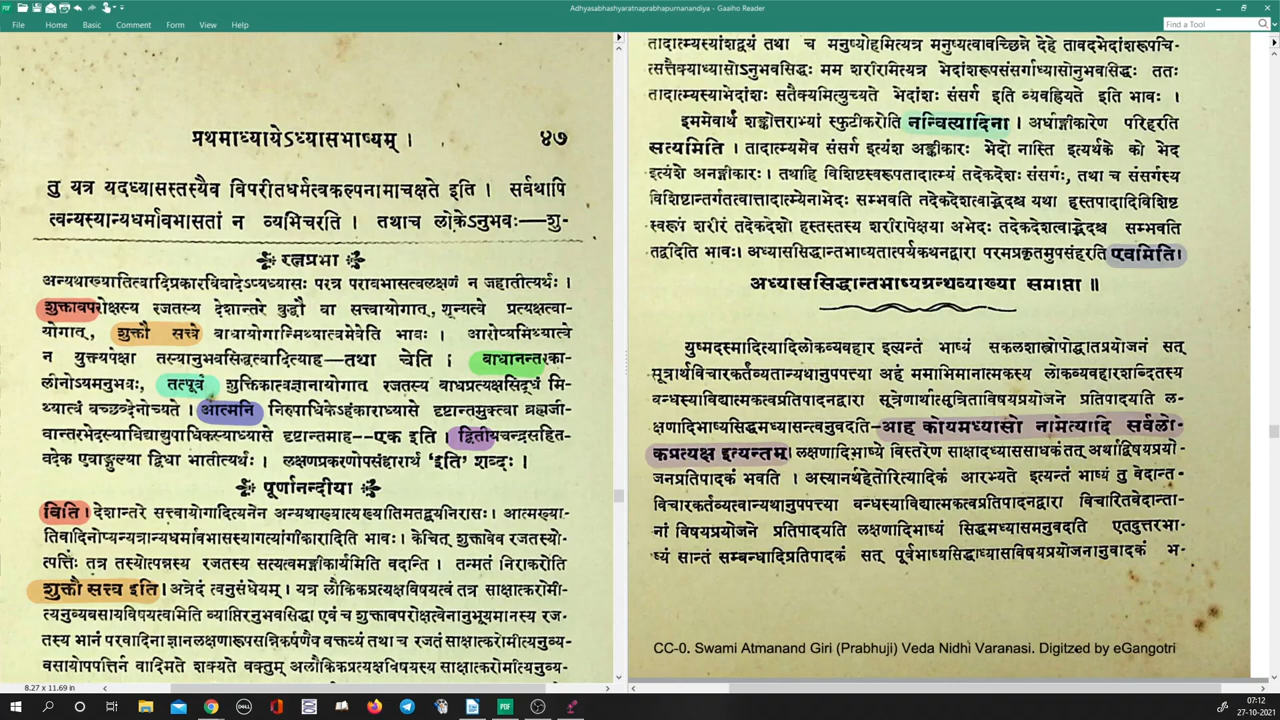 Adhyasabhashyaratnaprabhapurnanandiya - Gaaiho Reader
File Home Basic Comment Form View Help
Find a Tool
प्रथमाध्यायेऽध्यासभाष्यम् । ४७
तु यत्र यदध्यासस्तस्यैव विपरीतधर्मत्वकल्पनामाचक्षते इति । सर्वथापि
त्वन्यस्यान्यधर्मावभासतां न व्यभिचरति । तथाच लोकेऽनुभवः—शु-
रत्नप्रभा
अन्यथाख्यातित्वादिप्रकारविवादेऽप्यध्यासः परत्र परावभासत्वलक्षणं न जहातीत्यर्थः ।
शुक्तावपरोक्षस्य रजतस्य देशान्तरे बुद्धौ वा सत्त्वायोगात्, शून्यत्वे प्रत्यक्षत्वा-
योगात्, शुक्तौ सत्त्वे बाधायोगान्मिथ्यात्वमेवेति भावः । आरोप्यमिथ्यात्वे
न युक्त्यपेक्षा तस्यानुभवसिद्धत्वादित्याह—तथा चेति । बाधानन्तरका-
लीनोऽयमनुभवः, तत्पूर्वं शुक्तिकात्वज्ञानायोगात् रजतस्य बाधप्रत्यक्षसिद्धं मि-
थ्यात्वं वच्छब्देनोच्यते । आत्मनि निरुपाधिकेऽहंकाराध्यासे दृष्टान्तमुक्त्वा ब्रह्मजी-
वान्तरभेदस्याविद्याद्युपाधिकस्याध्यासे दृष्टान्तमाह--एक इति । द्वितीयचन्द्रसहित-
वदेक एवाङ्गुल्या द्विधा भातीत्यर्थः । लक्षणप्रकरणोपसंहारार्थ 'इति' शब्दः ।
पूर्णानन्दीया
विति । देशान्तरे सत्त्वायोगादित्यनेन अन्यथाख्यात्यख्यातिमतद्वयनिरासः । आत्मख्या-
तिवादिनोप्यन्यत्रान्यधर्मावभासस्यागत्यांगीकारादिति भावः । केचित् शुक्तावेव रजतस्यो-
त्पत्तिः तत्र तस्योत्पन्नस्य रजतस्य सत्यत्वमङ्गीकार्यमिति वदन्ति । तन्मतं निराकरोति
शुक्तौ सत्त्व इति । अत्रेदं त्वनुसंधेयम् । यत्र लौकिकप्रत्यक्षविषयत्वं तत्र साक्षात्करोमी-
त्यनुव्यवसायविषयत्वमिति व्याप्तिरनुभवसिद्धा एवं च शुक्तावपरोक्षत्वेनानुभूयमानस्य रज-
तस्य भानं परवादिना ज्ञानलक्षणारूपसन्निकर्षेणैव वक्तव्यं तथा च रजतं साक्षात्करोमीत्यनुव्य-
वसायोपपत्तिर्न वादिमते शक्यते वक्तुम् अलौकिकप्रत्यक्षविषयस्य साक्षात्करोमीत्यनुव्य-
तादात्म्यस्यांशद्वयं तथा च मनुष्योहमित्यत्र मनुष्यत्वावच्छिन्ने देहे तावदभेदांशरूपचि-
त्सत्तैक्याध्यासोऽनुभवसिद्धः मम शरीरमित्यत्र भेदांशरूपसंसर्गाध्यासोनुभवसिद्धः ततः
तादात्म्यस्याभेदांशः सतैक्यमित्युच्यते भेदांशः संसर्ग इति व्यवह्रियते इति भावः ।
इममेवार्थं शङ्कोत्तराभ्यां स्फुटीकरोति नन्वित्यादिना । अर्धाङ्गीकारेण परिहरति
सत्यमिति । तादात्म्यमेव संसर्ग इत्यंश अङ्गीकारः भेदो नास्ति इत्यर्थके को भेद
इत्यंशे अनङ्गीकारः । तथाहि विशिष्टस्वरूपतादात्म्यं तदेकदेशः संसर्गः, तथा च संसर्गस्य
विशिष्टान्तर्गतत्वात्तादात्म्येनाभेदः सम्भवति तदेकदेशत्वाद्भेदश्च यथा हस्तपादादिविशिष्ट
स्वरूपं शरीरं तदेकदेशो हस्तस्तस्य शरीरापेक्षया अभेदः तदेकदेशत्वाद्भेदश्च सम्भवति
तद्वदिति भावः। अध्याससिद्धान्तभाष्यतात्पर्यकथनद्वारा परमप्रकृतमुपसंहरति एवमिति।
अध्याससिद्धान्तभाष्यग्रन्थव्याख्या समाप्ता ॥
युष्मदस्मदित्यादिलोकव्यवहार इत्यन्तं भाष्यं सकलशास्त्रोपोद्घातप्रयोजनं सत्
सूत्रार्थविचारकर्तव्यतान्यथानुपपत्त्या अहं ममाभिमानात्मकस्य लोकव्यवहारशब्दितस्य
बन्धस्याविद्यात्मकत्वप्रतिपादनद्वारा सूत्रेणार्थात्सूत्रिताविषयप्रयोजने प्रतिपादयति ल-
क्षणादिभाष्यसिद्धमध्यासन्त्वनुवदति–आह कोयमध्यासो नामेत्यादि सर्वलो-
कप्रत्यक्ष इत्यन्तम् । लक्षणादिभाष्ये विस्तरेण साक्षादध्याससाधकंतत् अर्थाद्विषयप्रयो-
जनप्रतिपादकं भवति । अस्यानर्थहेतोरित्यादिकं आरभ्यते इत्यन्तं भाष्यं तु वेदान्त-
विचारकर्तव्यत्वान्यथानुपपत्त्या बन्धस्याविद्यात्मकत्वप्रतिपादनद्वारा विचारितवेदान्ता-
नां विषयप्रयोजने प्रतिपादयति लक्षणादिभाष्यं सिद्धमध्यासमनुवदति एतदुत्तरभा-
ष्यं सान्तं सम्बन्धादिप्रतिपादकं सत् पूर्वभाष्यसिद्धाध्यासविषयप्रयोजनानुवादकं भ-
CC-0. Swami Atmanand Giri (Prabhuji) Veda Nidhi Varanasi. Digitzed by eGangotri
8.27 x 11.69 in
07:12
27-10-2021